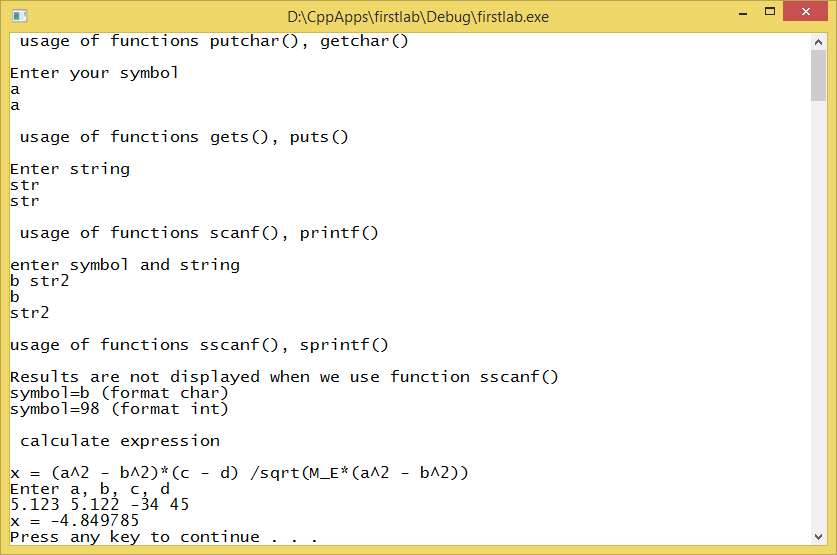 D:\CppApps\firstlab\Debug\firstlab.exe
usage of functions putchar(), getchar()
Enter your symbol
a
a
usage of functions gets(), puts()
Enter string
str
str
usage of functions scanf(), printf()
enter symbol and string
b str2
b
str2
usage of functions sscanf(), sprintf()
Results are not displayed when we use function sscanf()
symbol=b (format char)
symbol=98 (format int)
calculate expression
x = (a^2 - b^2)*(c - d) /sqrt(M_E*(a^2 - b^2))
Enter a, b, c, d
5.123 5.122 -34 45
x = -4.849785
Press any key to continue . . .